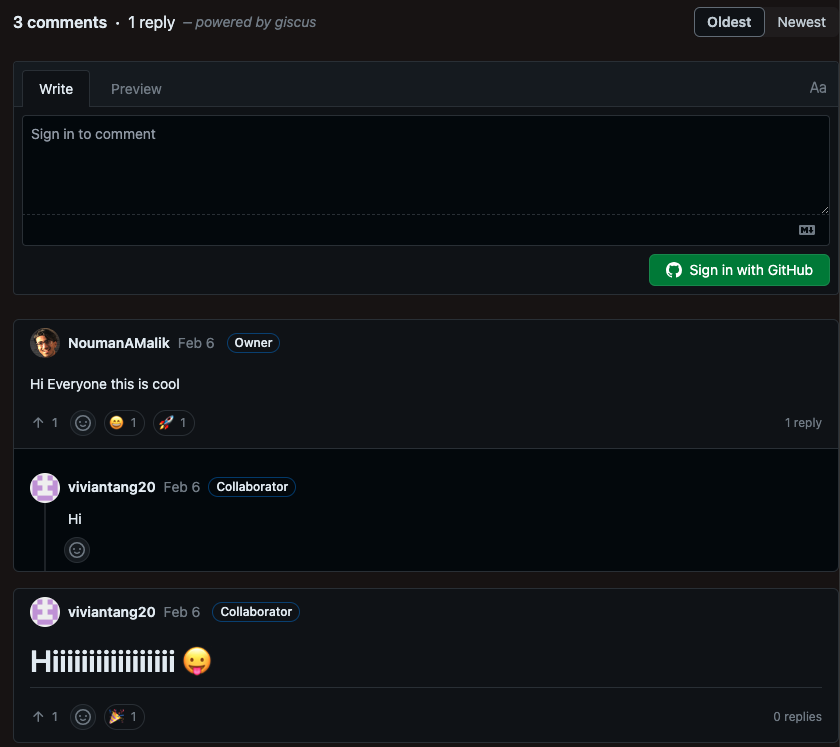 3 comments · 1 reply – powered by giscus
Oldest Newest
Write Preview Aa
Sign in to comment
Sign in with GitHub
NoumanAMalik Feb 6 Owner
Hi Everyone this is cool
↑ 1 😄 1 🚀 1 1 reply
viviantang20 Feb 6 Collaborator
Hi
viviantang20 Feb 6 Collaborator
Hiiiiiiiiiiiiiiiii 😛
↑ 1 🎉 1 0 replies